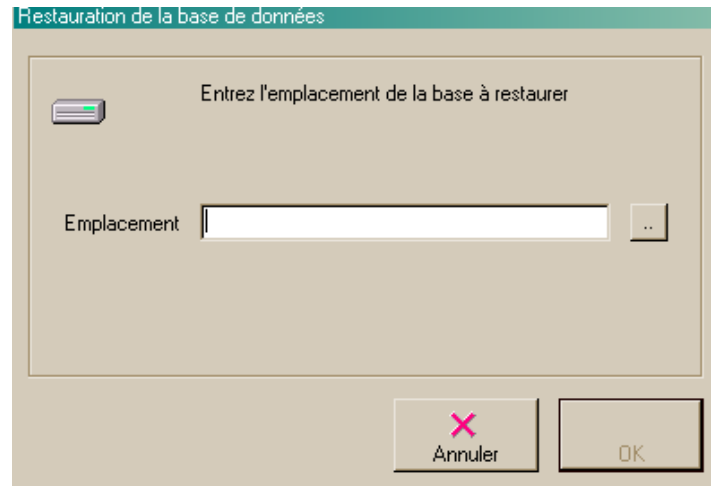 Restauration de la base de données
Entrez l'emplacement de la base à restaurer
Emplacement
..
Annuler
OK